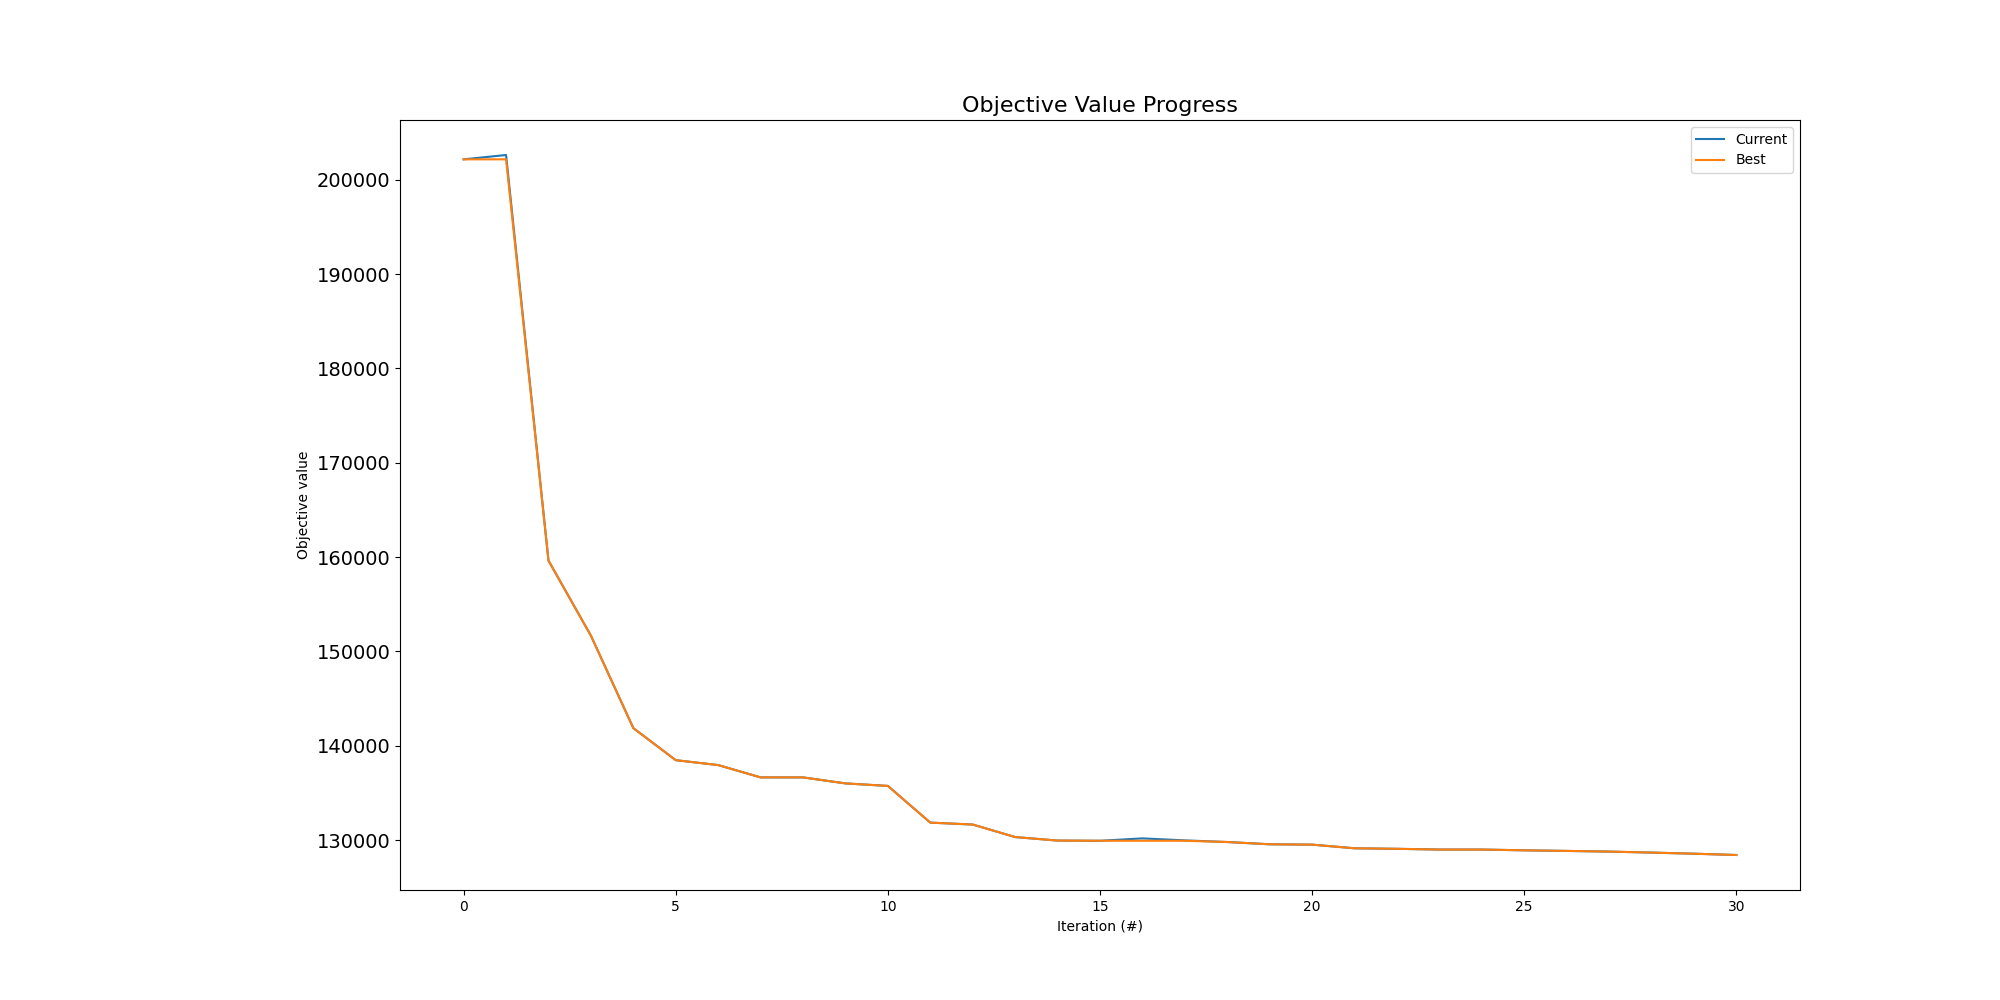 Objective Value Progress
Current
Best
200000
190000
180000
170000
160000
150000
140000
130000
Objective value
0 5 10 15 20 25 30
Iteration (#)